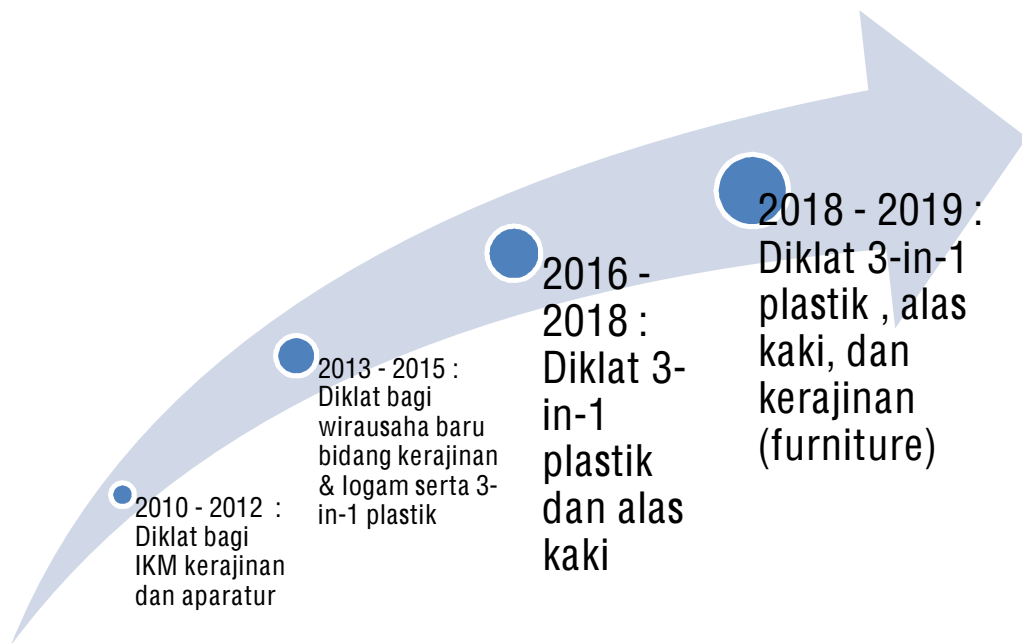 2010 - 2012 :
Diklat bagi
IKM kerajinan
dan aparatur
2013 - 2015 :
Diklat bagi
wirausaha baru
bidang kerajinan
& logam serta 3-
in-1 plastik
2016 -
2018 :
Diklat 3-
in-1
plastik
dan alas
kaki
2018 - 2019 :
Diklat 3-in-1
plastik , alas
kaki, dan
kerajinan
(furniture)